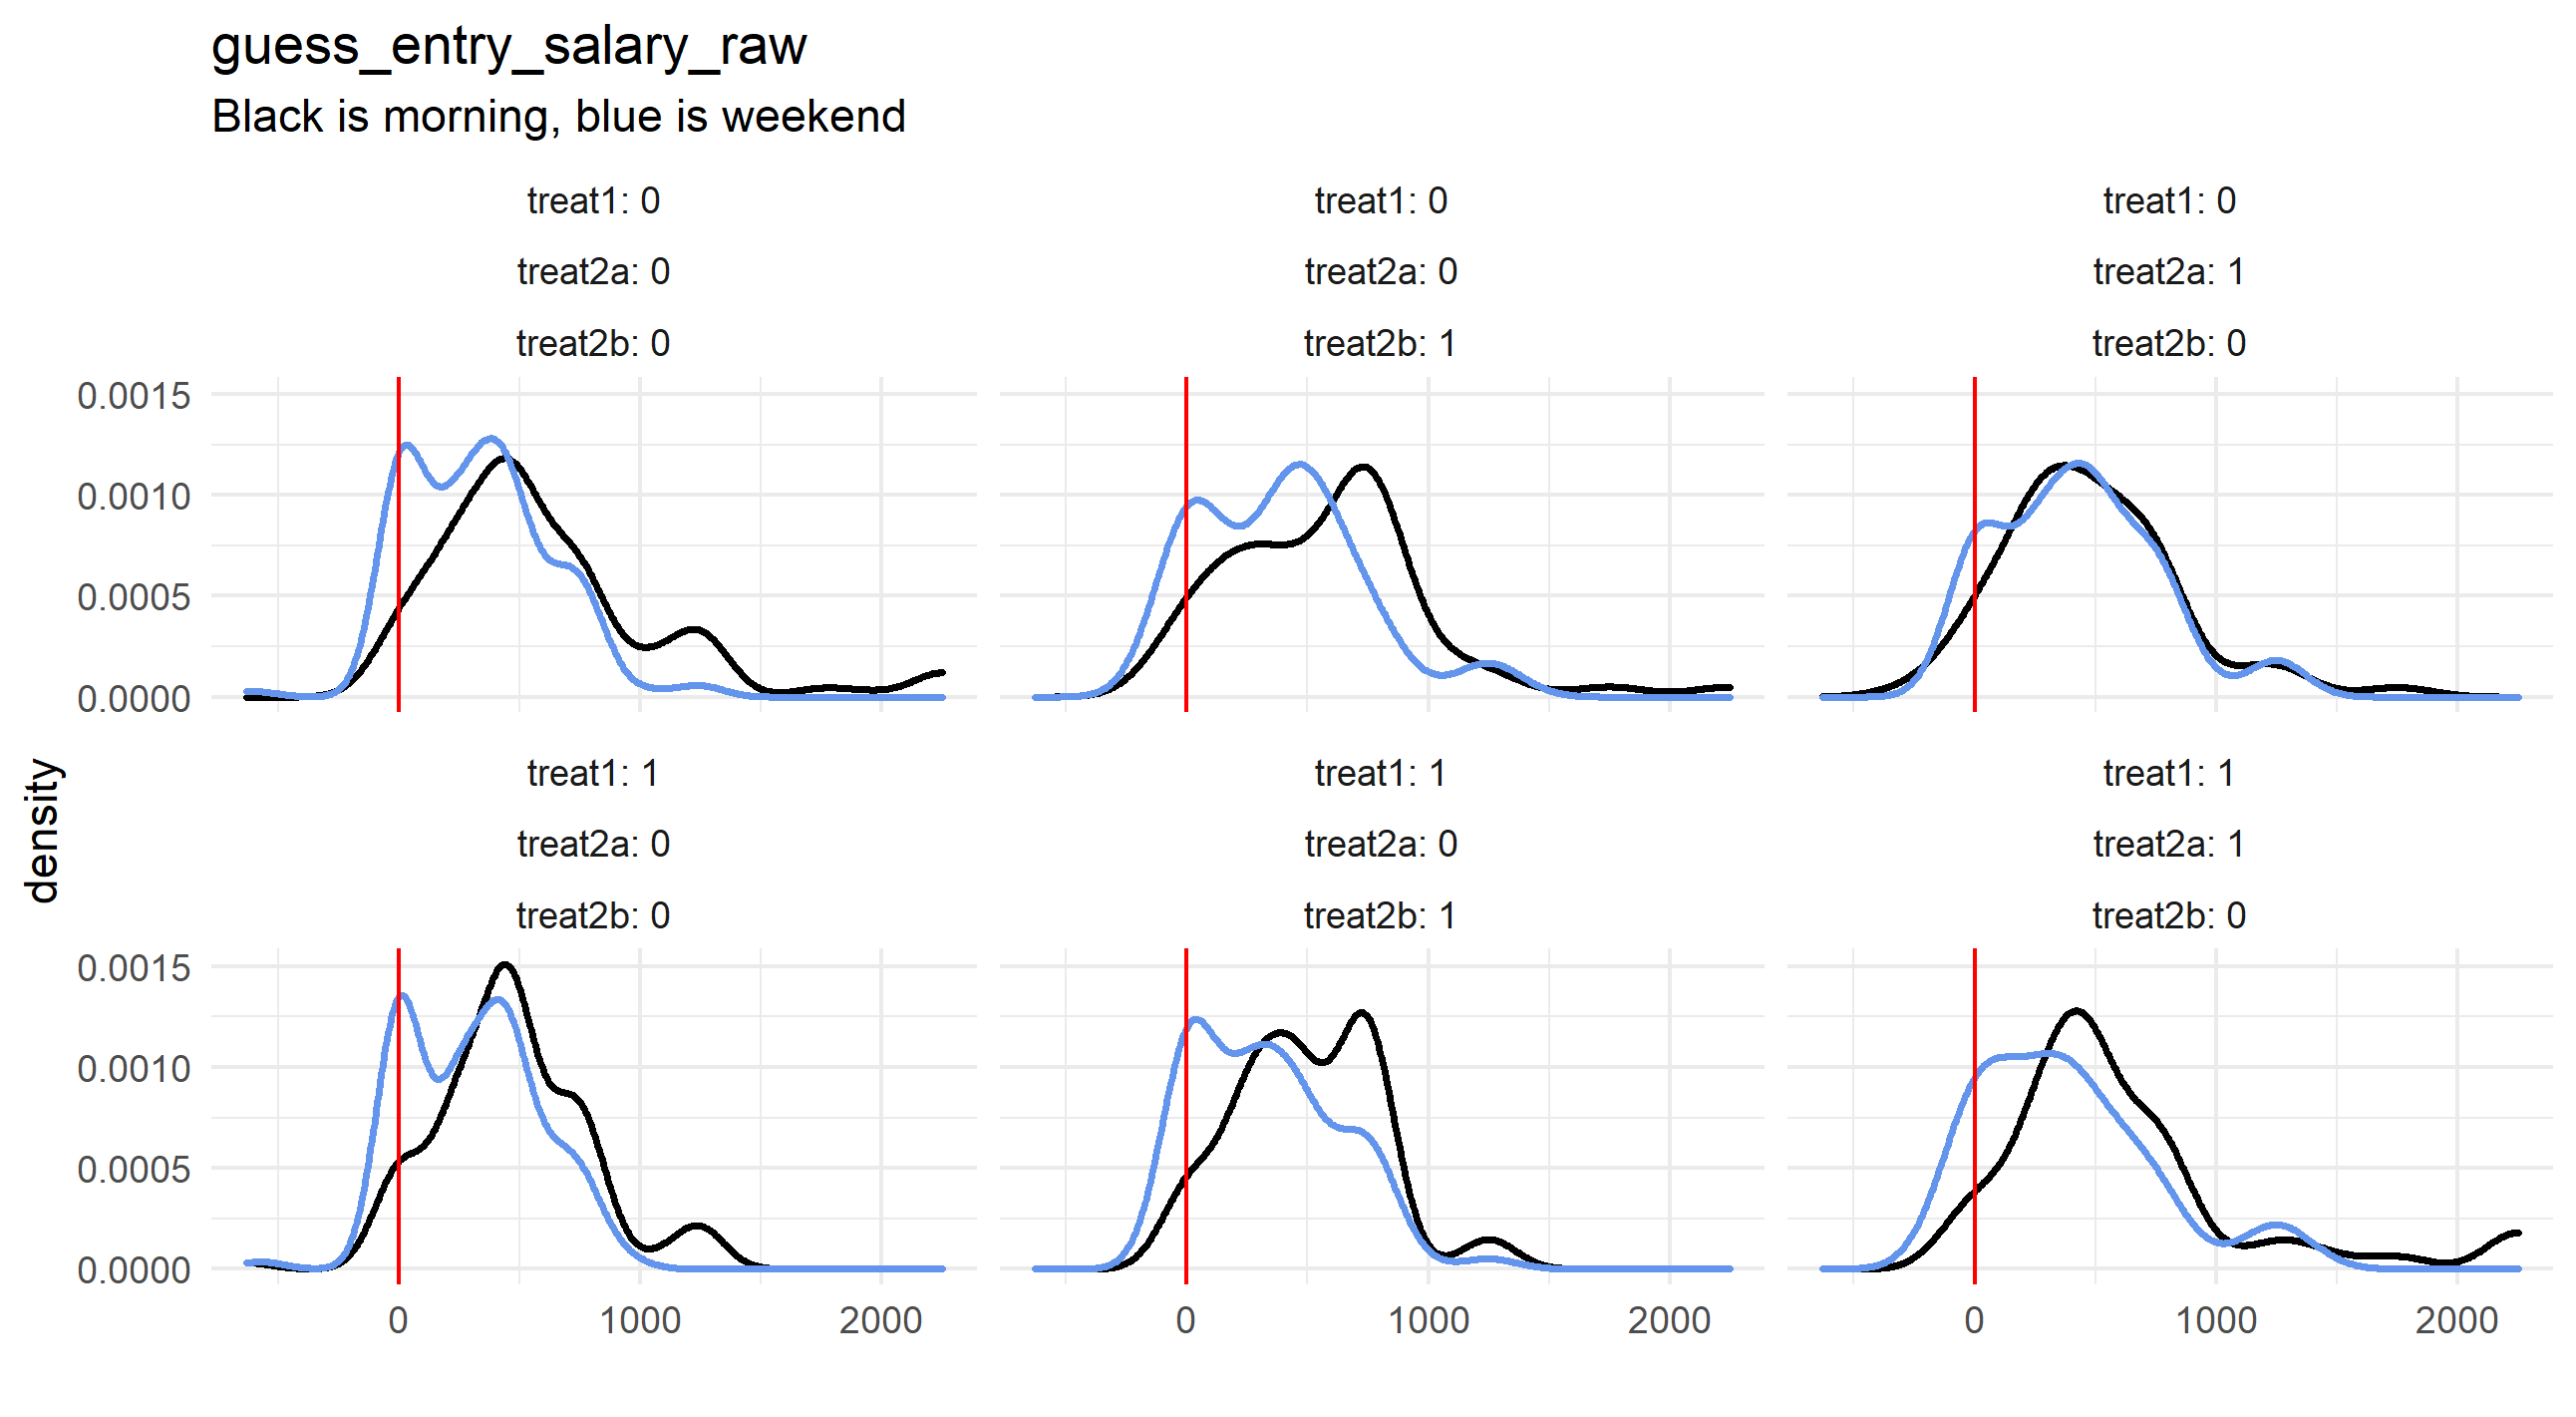 guess_entry_salary_raw
Black is morning, blue is weekend
treat1: 0
treat2a: 0
treat2b: 0
treat1: 0
treat2a: 0
treat2b: 1
treat1: 0
treat2a: 1
treat2b: 0
0.0015
0.0010
0.0005
0.0000
density
treat1: 1
treat2a: 0
treat2b: 0
treat1: 1
treat2a: 0
treat2b: 1
treat1: 1
treat2a: 1
treat2b: 0
0.0015
0.0010
0.0005
0.0000
0 1000 2000
0 1000 2000
0 1000 2000